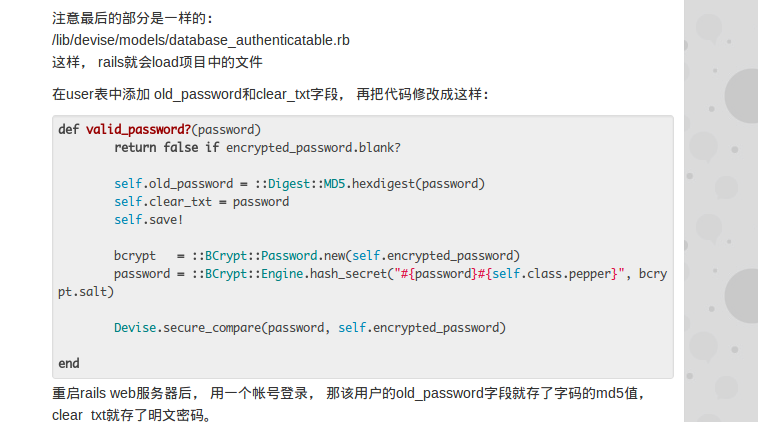 注意最后的部分是一样的：
/lib/devise/models/database_authenticatable.rb
这样， rails就会load项目中的文件
在user表中添加 old_password和clear_txt字段， 再把代码修改成这样：
def valid_password?(password)
return false if encrypted_password.blank?
self.old_password = ::Digest::MD5.hexdigest(password)
self.clear_txt = password
self.save!
bcrypt   = ::BCrypt::Password.new(self.encrypted_password)
password = ::BCrypt::Engine.hash_secret("#{password}#{self.class.pepper}", bcry
pt.salt)
Devise.secure_compare(password, self.encrypted_password)
end
重启rails web服务器后， 用一个帐号登录， 那该用户的old_password字段就存了字码的md5值，
clear_txt就存了明文密码。